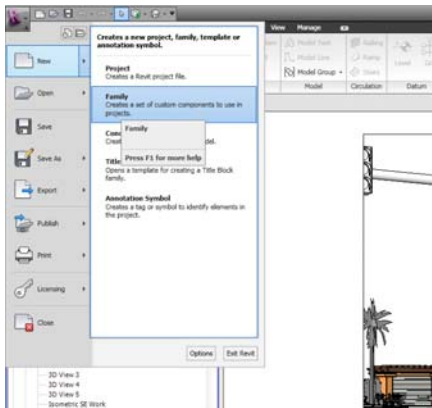 View Manage
Creates a new project, family, template or
annotation symbol.
New
Project
Creates a Revit project file.
Model Text
Railing
Model Line
Ramp
Model Group
Stairs
Load
Model
Circulation
Datum
Open
Family
Creates a set of custom components to use in
projects.
Save
Family
Press F1 for more help
Save As
Opens a template for creating a Title Block
family.
Export
Annotation Symbol
Creates a tag or symbol to identify elements in
the project.
Publish
Print
Licensing
Close
Options
Exit Revit
3D View 3
3D View 4
3D View 5
Isometric SE Work